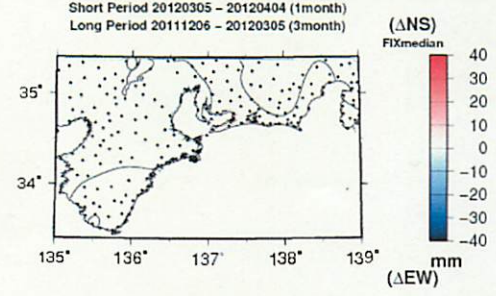 Short Period 20120305 – 20120404 (1month)
Long Period 20111206 – 20120305 (3month)
(ΔNS)
FIXmedian
40
30
20
10
0
−10
−20
−30
−40
mm
(ΔEW)
35°
34°
135° 136° 137° 138° 139°